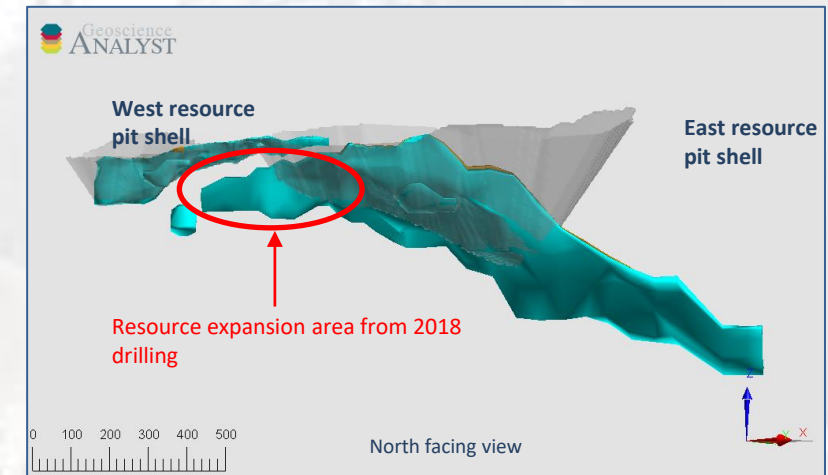 Geoscience
ANALYST
West resource
pit shell
East resource
pit shell
Resource expansion area from 2018
drilling
Z
Y X
0 100 200 300 400 500
North facing view